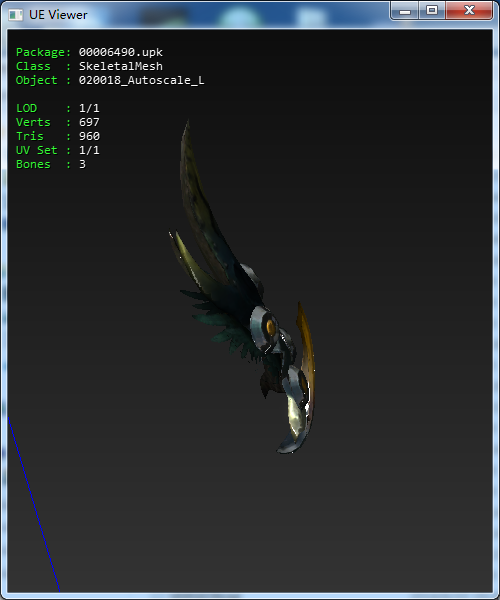 UE Viewer
Package: 00006490.upk
Class : SkeletalMesh
Object : 020018_Autoscale_L
LOD : 1/1
Verts : 697
Tris : 960
UV Set : 1/1
Bones : 3